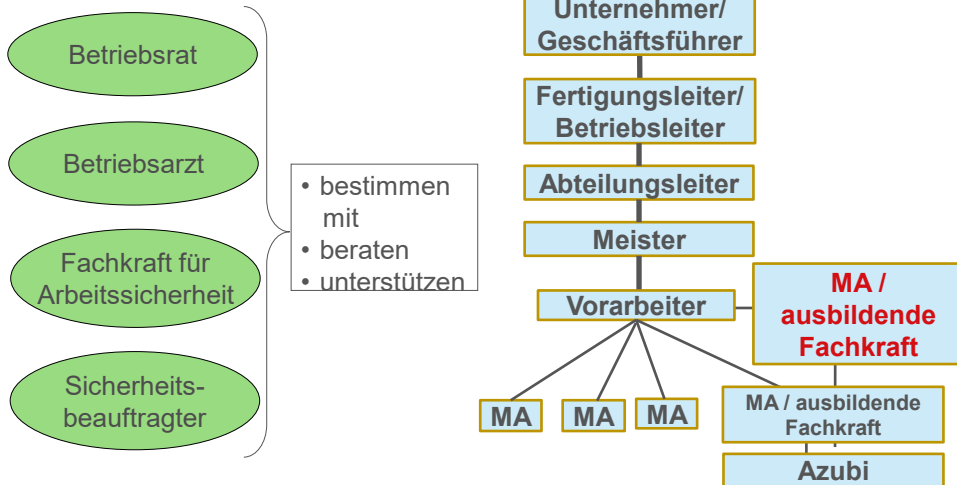 Betriebsrat
Betriebsarzt
Fachkraft für
Arbeitssicherheit
Sicherheits-
beauftragter
• bestimmen
mit
• beraten
• unterstützen
Unternehmer/
Geschäftsführer
Fertigungsleiter/
Betriebsleiter
Abteilungsleiter
Meister
Vorarbeiter
MA /
ausbildende
Fachkraft
MA
MA
MA
MA / ausbildende
Fachkraft
Azubi